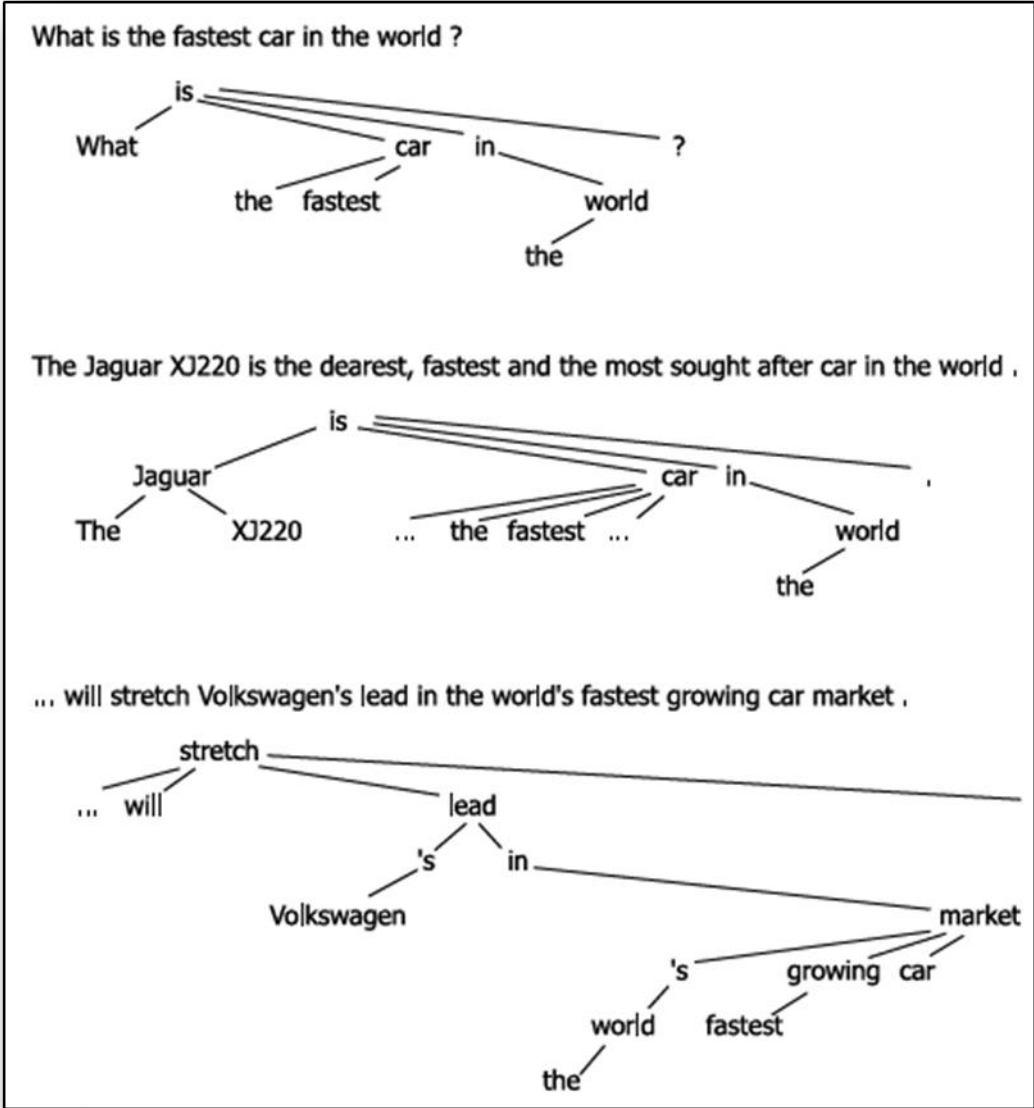 What is the fastest car in the world ?
is
What car in ?
the fastest world
the
The Jaguar XJ220 is the dearest, fastest and the most sought after car in the world .
is
Jaguar car in .
The XJ220 ... the fastest ... world
the
... will stretch Volkswagen's lead in the world's fastest growing car market .
stretch
... will lead
's in
Volkswagen market
's growing car
world fastest
the